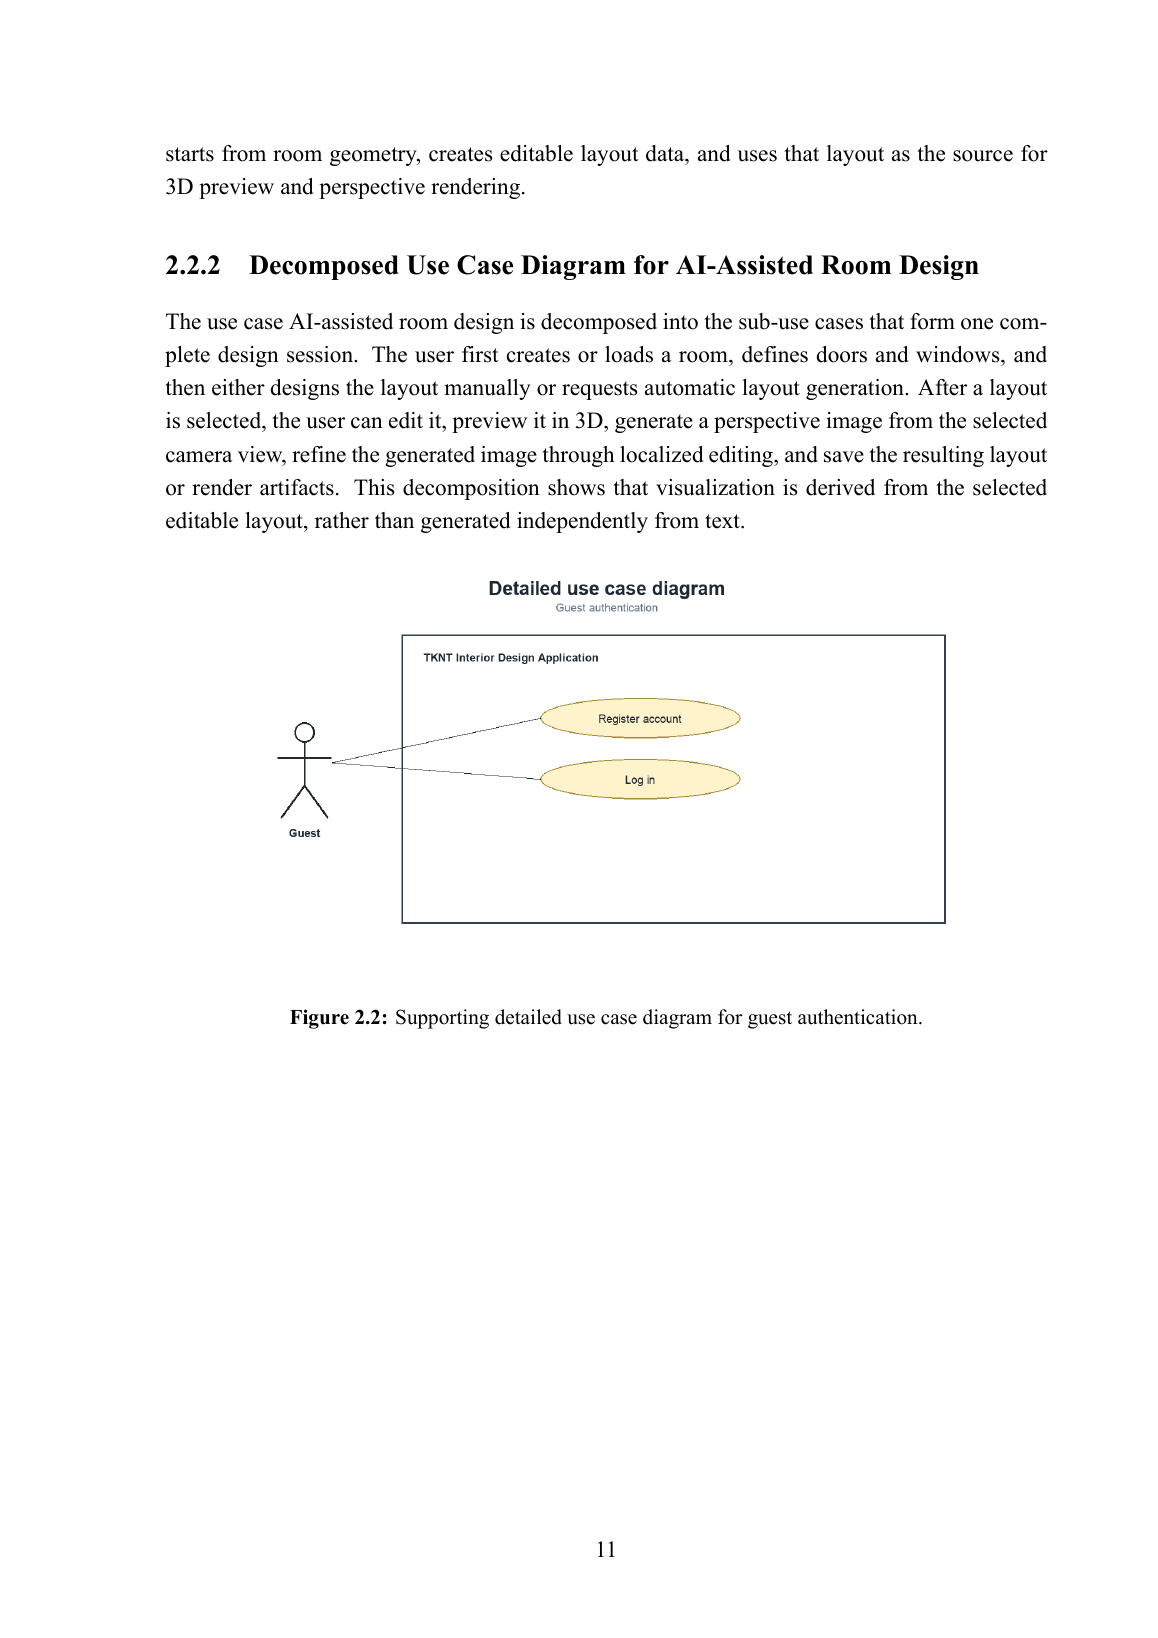 starts from room geometry, creates editable layout data, and uses that layout as the source for
3D preview and perspective rendering.
2.2.2 Decomposed Use Case Diagram for AI-Assisted Room Design
The use case AI-assisted room design is decomposed into the sub-use cases that form one com-
plete design session. The user first creates or loads a room, defines doors and windows, and
then either designs the layout manually or requests automatic layout generation. After a layout
is selected, the user can edit it, preview it in 3D, generate a perspective image from the selected
camera view, refine the generated image through localized editing, and save the resulting layout
or render artifacts. This decomposition shows that visualization is derived from the selected
editable layout, rather than generated independently from text.
Detailed use case diagram
Guest authentication
TKNT Interior Design Application
Register account
Log in
Guest
Figure 2.2: Supporting detailed use case diagram for guest authentication.
11